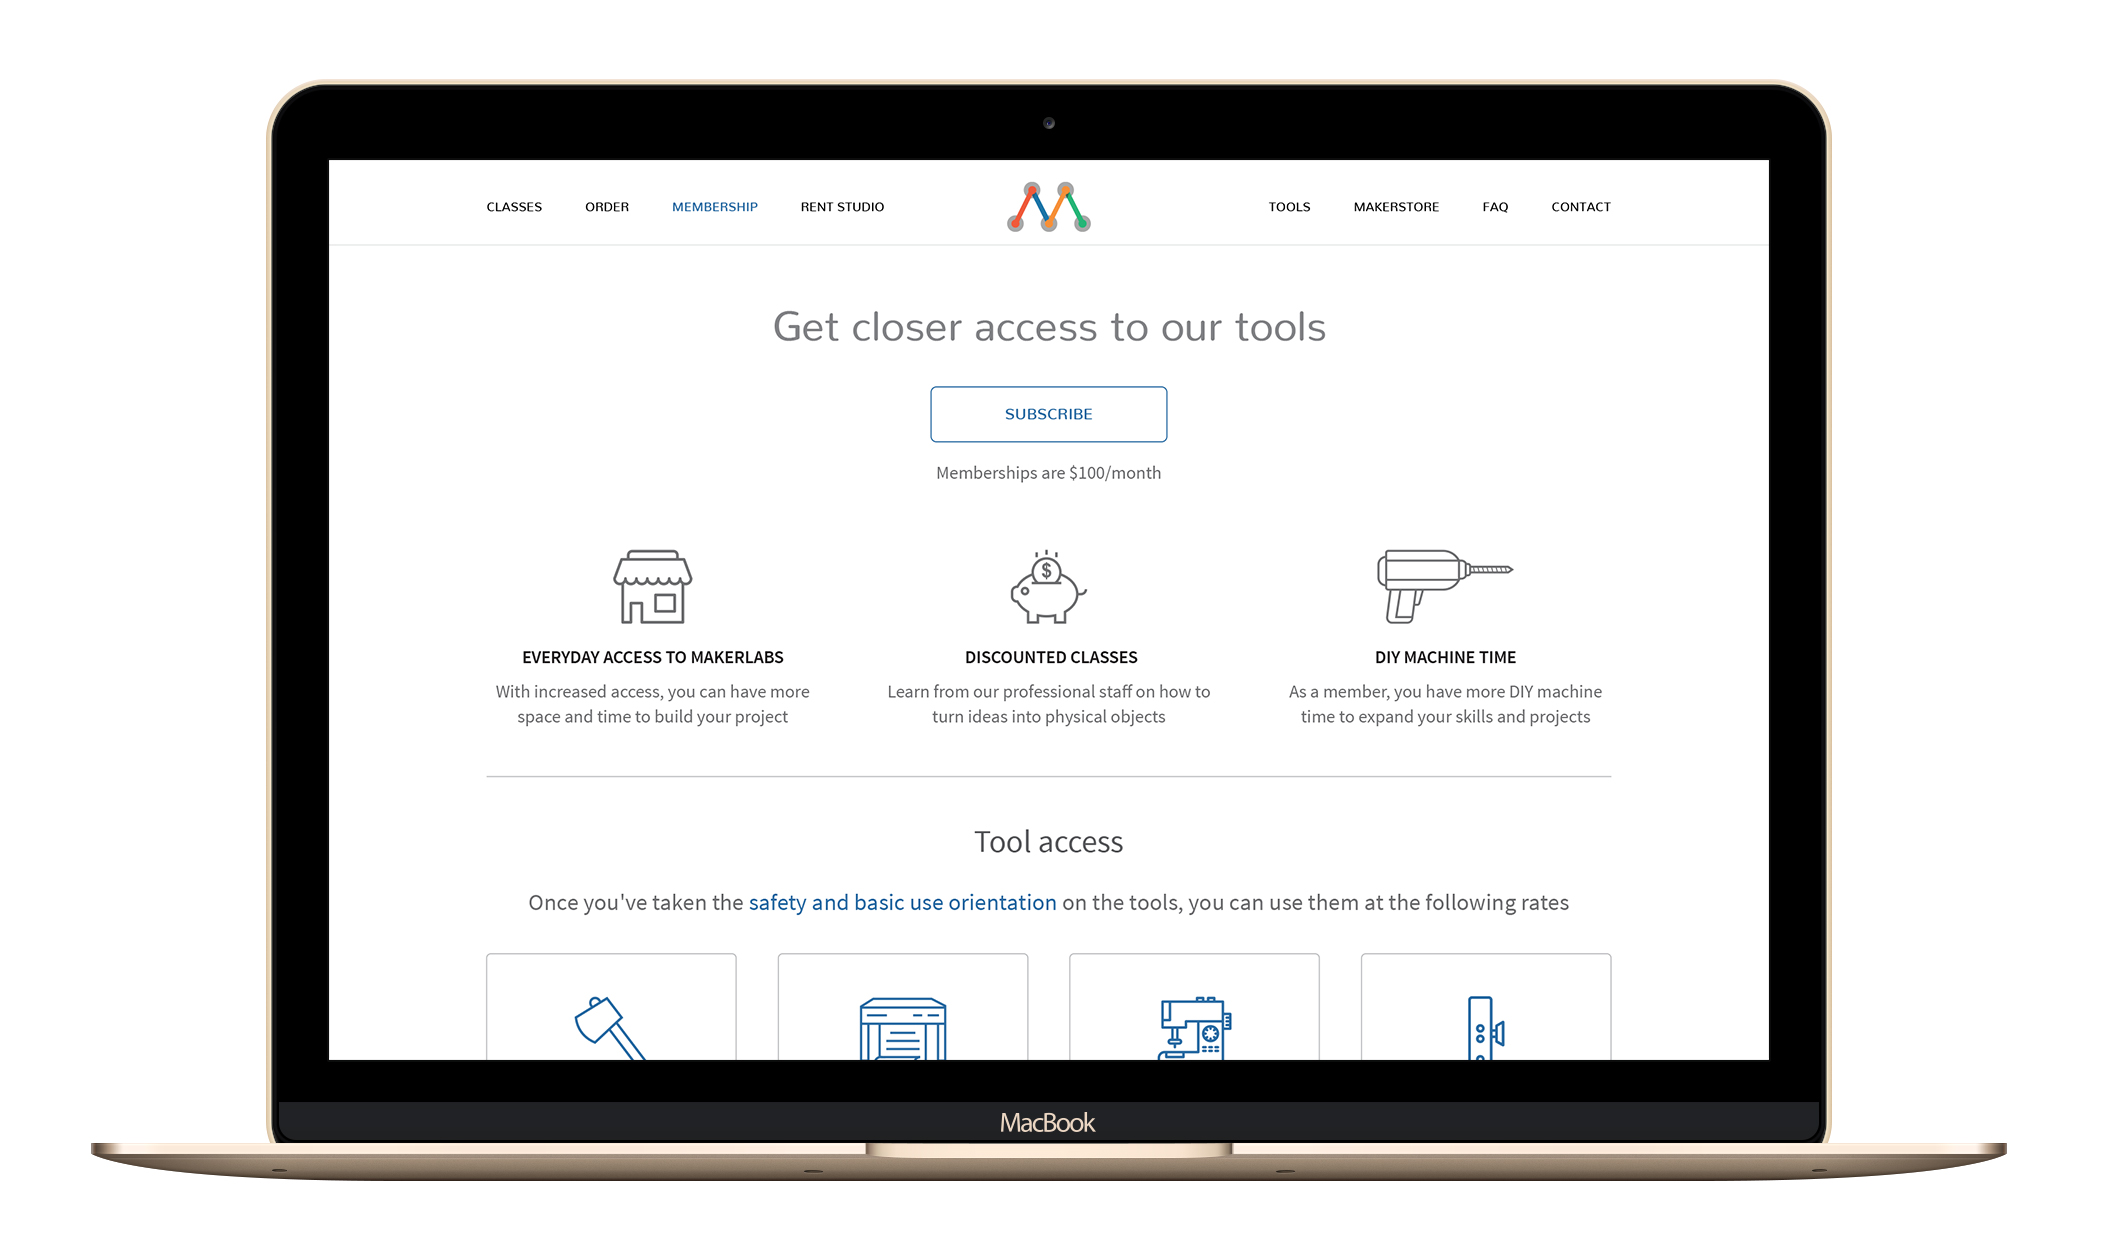 CLASSES ORDER MEMBERSHIP RENT STUDIO TOOLS MAKERSTORE FAQ CONTACT
Get closer access to our tools
SUBSCRIBE
Memberships are $100/month
$
EVERYDAY ACCESS TO MAKERLABS
With increased access, you can have more
space and time to build your project
DISCOUNTED CLASSES
Learn from our professional staff on how to
turn ideas into physical objects
DIY MACHINE TIME
As a member, you have more DIY machine
time to expand your skills and projects
Tool access
Once you've taken the safety and basic use orientation on the tools, you can use them at the following rates
MacBook